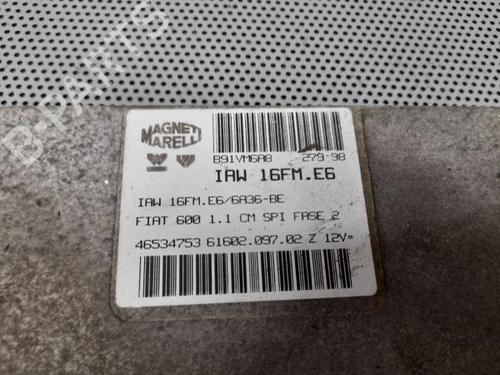 B-PARTS
MAGNETI
MARELLI
B91YM6A8 279-98
IAW 16FM.E6
IAW 16FM.E6/6A36-BE
FIAT 600 1.1 CM SPI FASE 2
46534753 61602.097.02 Z 12V=